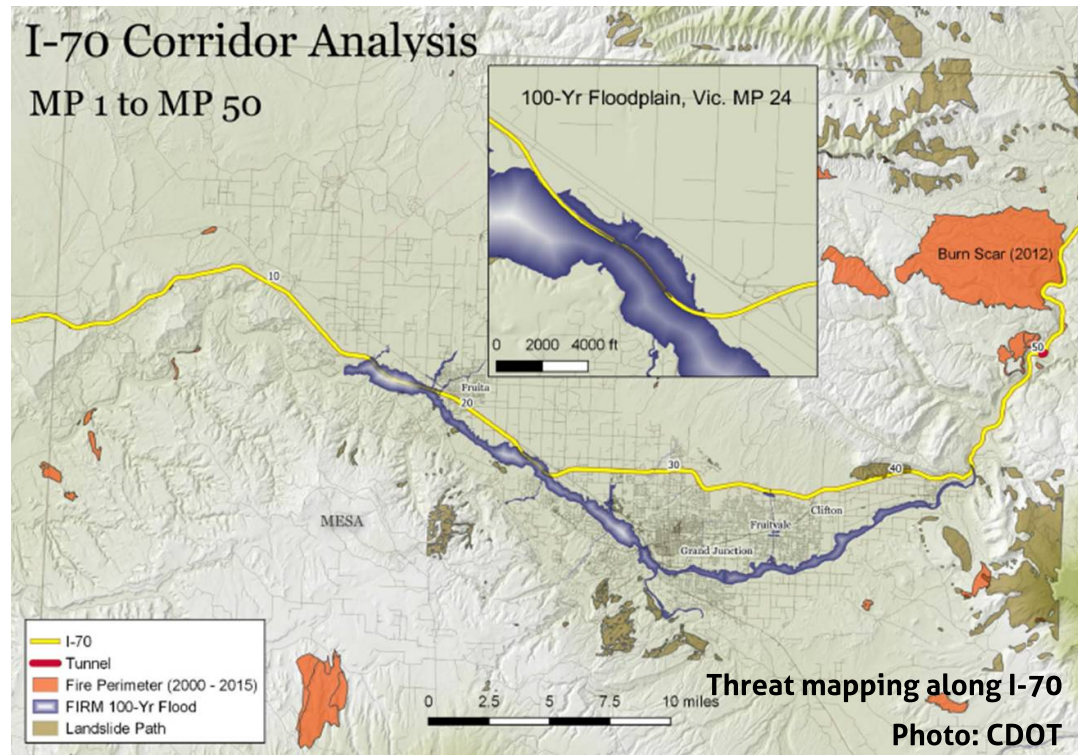 I-70 Corridor Analysis
MP 1 to MP 50
100-Yr Floodplain, Vic. MP 24
0 2000 4000 ft
Burn Scar (2012)
10
50
Fruita
20
30
40
Clifton
Fruitvale
Grand Junction
MESA
I-70
Tunnel
Fire Perimeter (2000 - 2015)
FIRM 100-Yr Flood
Landslide Path
0 2.5 5 7.5 10 miles
Threat mapping along I-70
Photo: CDOT